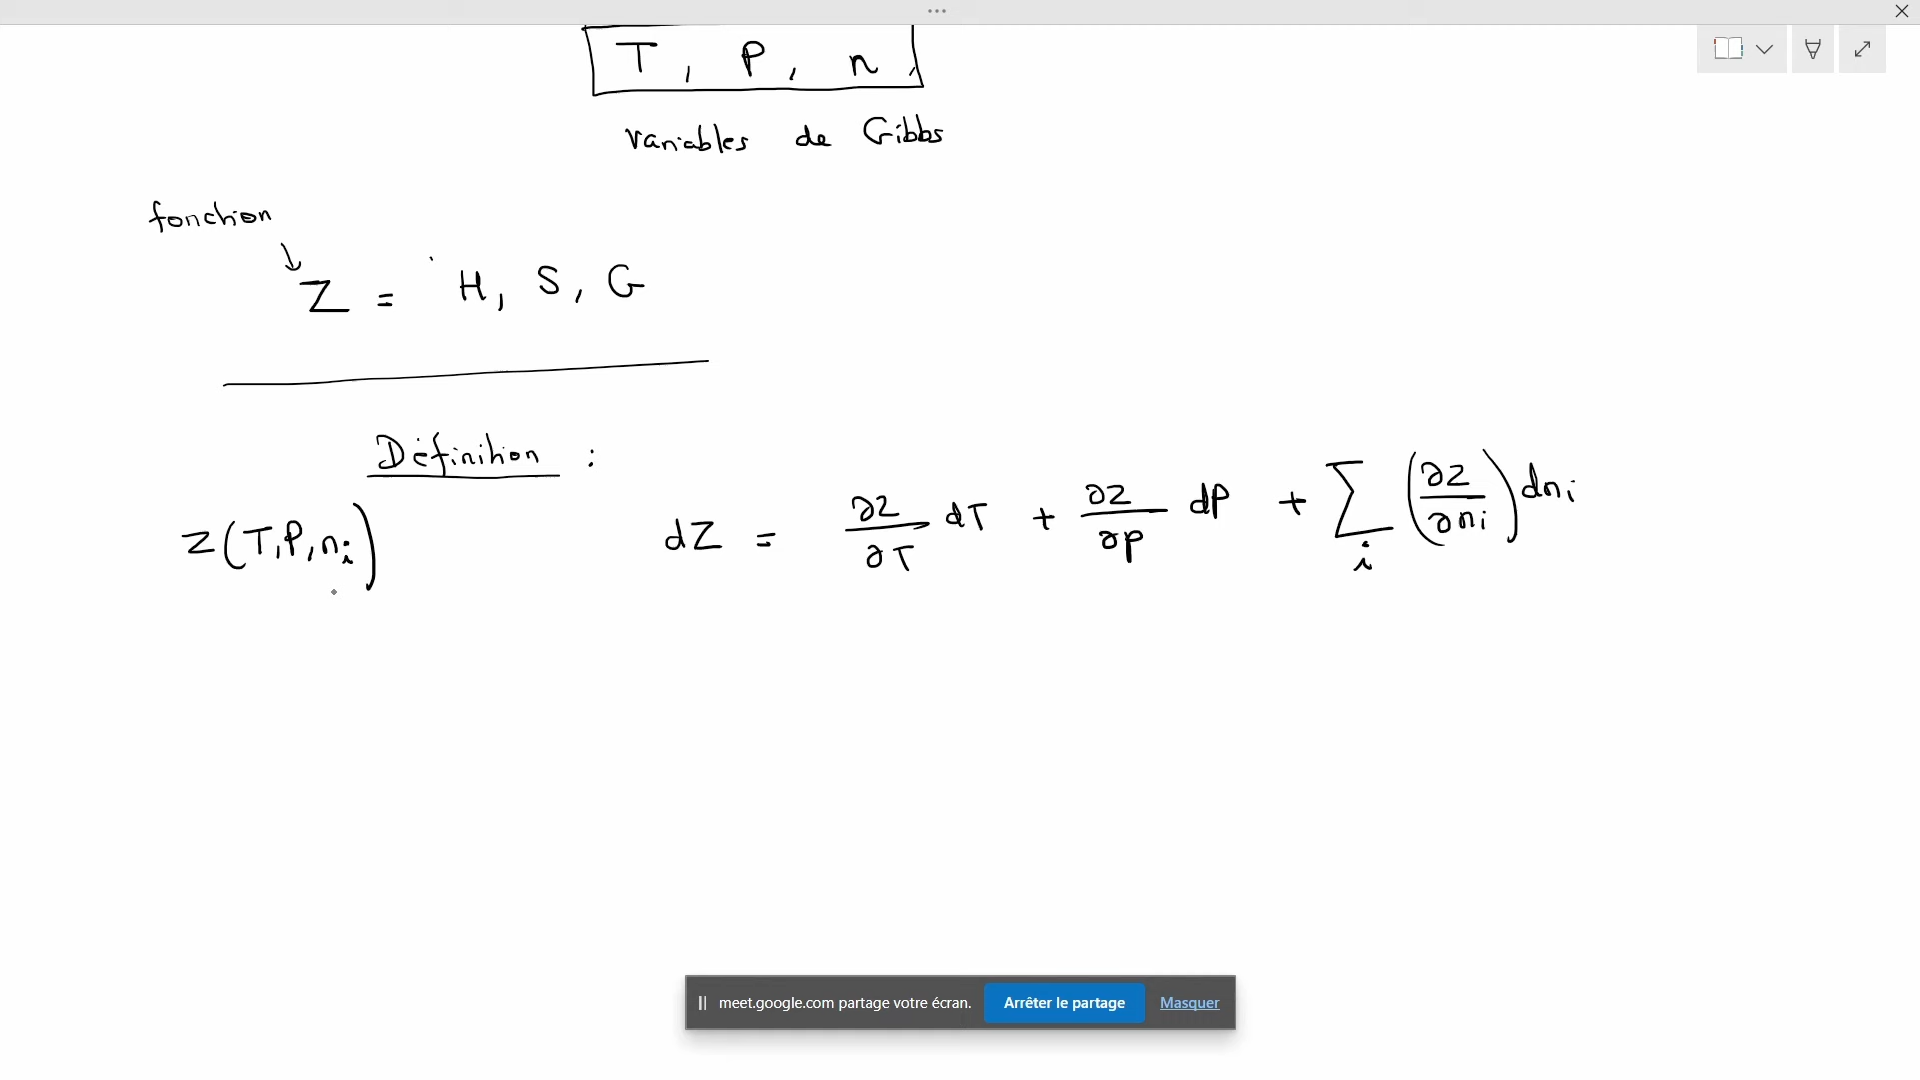 T, P, n,
variables de Gibbs
fonction
↓
Z = H, S, G
Définition :
Z(T,P,nᵢ)
dZ = ∂Z/∂T dT + ∂Z/∂P dP + ∑ᵢ (∂Z/∂nᵢ) dnᵢ
meet.google.com partage votre écran. Arrêter le partage Masquer